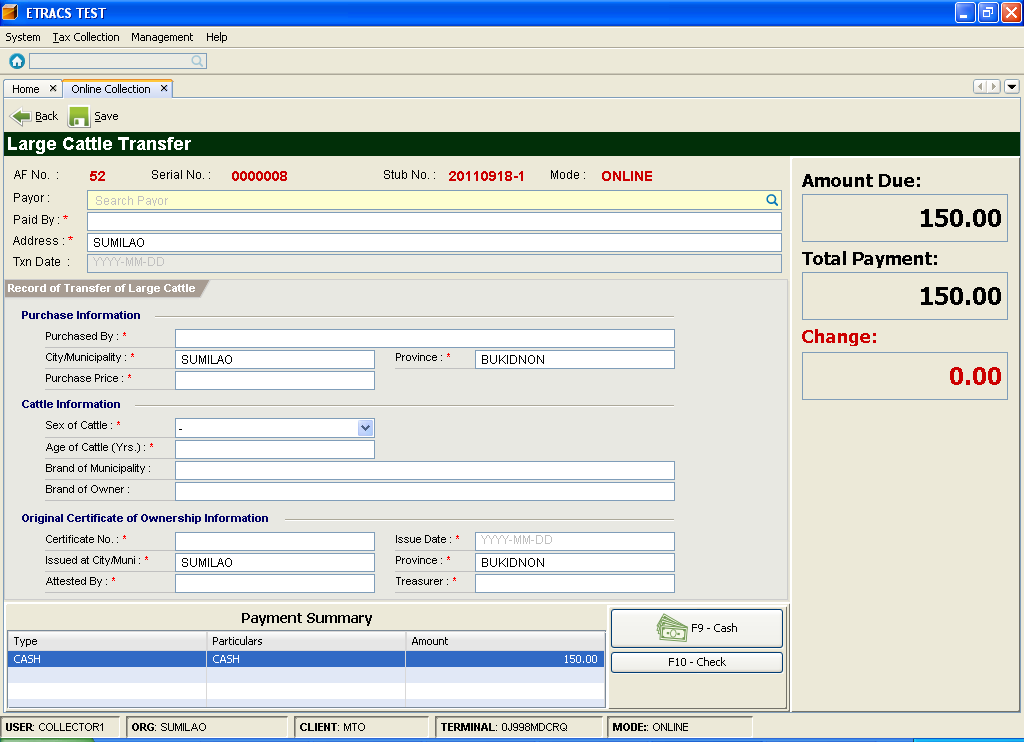 ETRACS TEST
System Tax Collection Management Help
Home Online Collection
Back Save
Large Cattle Transfer
AF No. : 52 Serial No. : 0000008 Stub No. : 20110918-1 Mode : ONLINE
Payor : Search Payor
Paid By : *
Address : * SUMILAO
Txn Date : YYYY-MM-DD
Record of Transfer of Large Cattle
Purchase Information
Purchased By : *
City/Municipality : * SUMILAO Province : * BUKIDNON
Purchase Price : *
Cattle Information
Sex of Cattle : * -
Age of Cattle (Yrs.) : *
Brand of Municipality :
Brand of Owner :
Original Certificate of Ownership Information
Certificate No. : * Issue Date : * YYYY-MM-DD
Issued at City/Muni : * SUMILAO Province : * BUKIDNON
Attested By : * Treasurer : *
Amount Due:
150.00
Total Payment:
150.00
Change:
0.00
Payment Summary
Type Particulars Amount
CASH CASH 150.00
F9 - Cash
F10 - Check
USER: COLLECTOR1 ORG: SUMILAO CLIENT: MTO TERMINAL: 0J998MDCRQ MODE: ONLINE